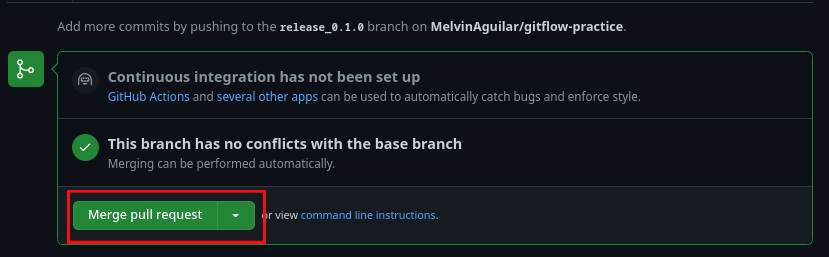 Add more commits by pushing to the release_0.1.0 branch on MelvinAguilar/gitflow-practice.
Continuous integration has not been set up
GitHub Actions and several other apps can be used to automatically catch bugs and enforce style.
This branch has no conflicts with the base branch
Merging can be performed automatically.
Merge pull request or view command line instructions.